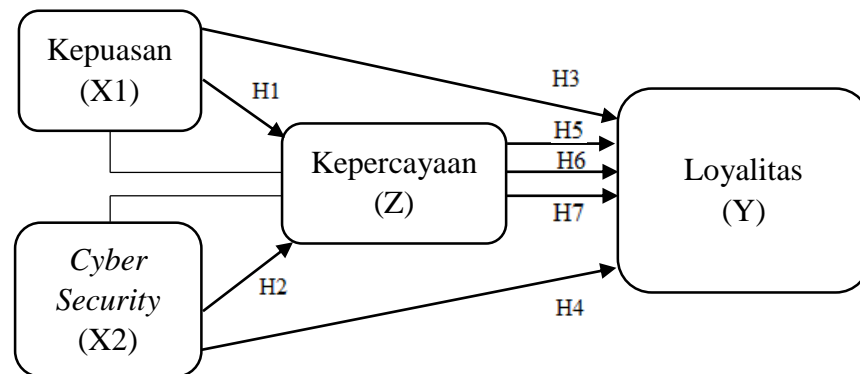 Kepuasan
(X1)
H1
H3
Kepercayaan
(Z)
H5
H6
H7
Loyalitas
(Y)
Cyber
Security
(X2)
H2
H4